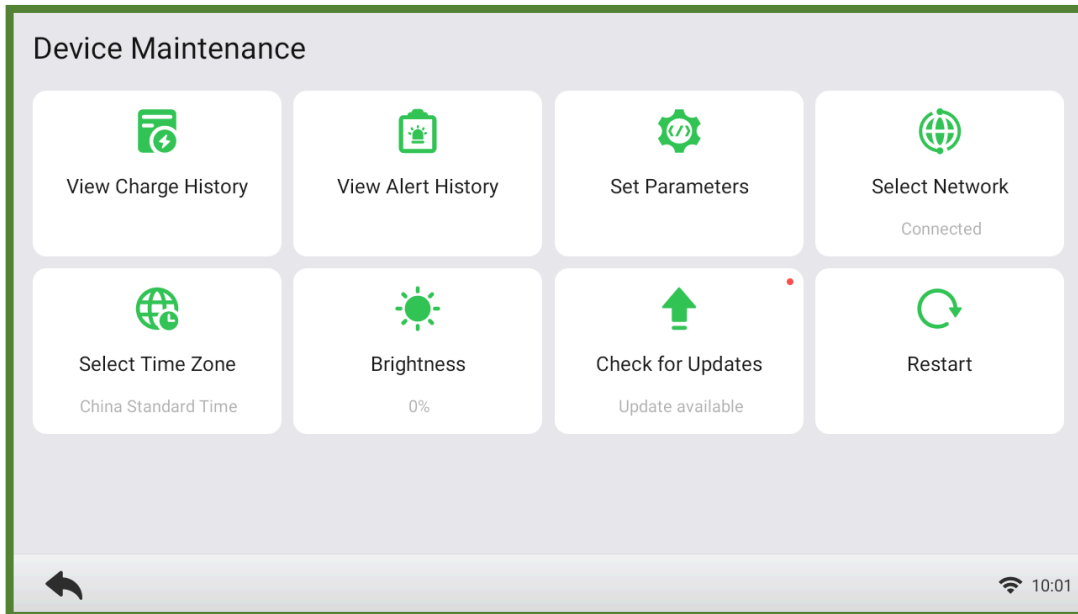 Device Maintenance
View Charge History
View Alert History
Set Parameters
Select Network
Connected
Select Time Zone
China Standard Time
Brightness
0%
Check for Updates
Update available
Restart
10:01